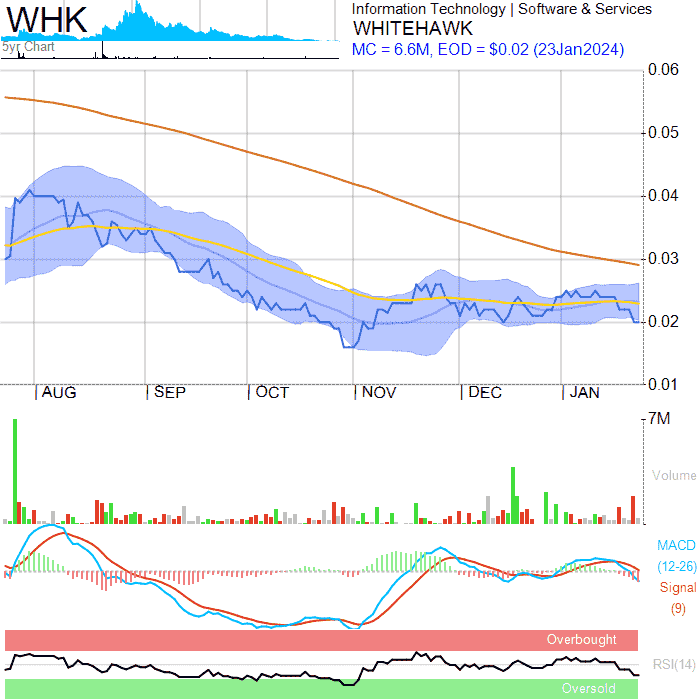 WHK
Information Technology | Software & Services
WHITEHAWK
5yr Chart
MC = 6.6M, EOD = $0.02 (23Jan2024)
0.06
0.05
0.04
0.03
0.02
0.01
AUG SEP OCT NOV DEC JAN
7M
Volume
MACD
(12-26)
Signal
(9)
Overbought
RSI(14)
Oversold